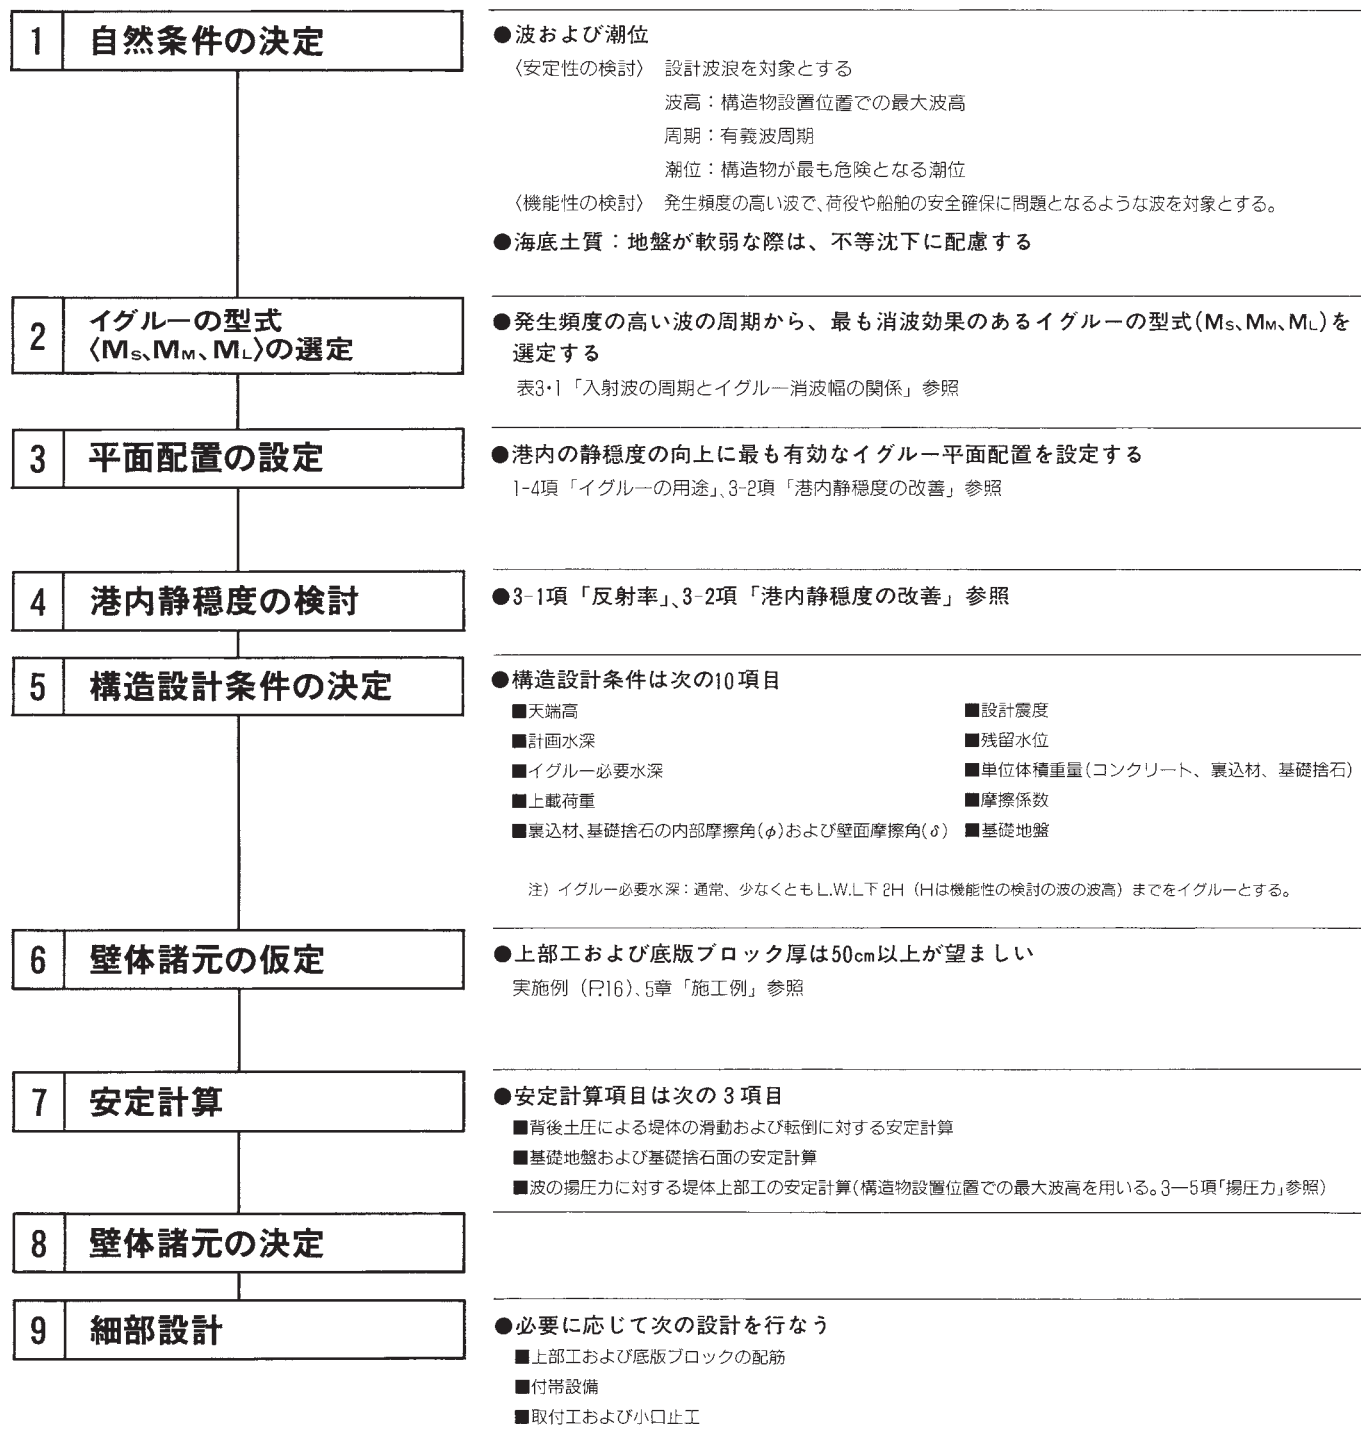 1 自然条件の決定
●波および潮位
〈安定性の検討〉 設計波浪を対象とする
波高：構造物設置位置での最大波高
周期：有義波周期
潮位：構造物が最も危険となる潮位
〈機能性の検討〉 発生頻度の高い波で、荷役や船舶の安全確保に問題となるような波を対象とする。
●海底土質：地盤が軟弱な際は、不等沈下に配慮する
2 イグルーの型式
〈Ms、MM、ML〉の選定
●発生頻度の高い波の周期から、最も消波効果のあるイグルーの型式(Ms、MM、ML)を
選定する
表3・1「入射波の周期とイグルー消波幅の関係」参照
3 平面配置の設定
●港内の静穏度の向上に最も有効なイグルー平面配置を設定する
1-4項「イグルーの用途」、3-2項「港内静穏度の改善」参照
4 港内静穏度の検討
●3-1項「反射率」、3-2項「港内静穏度の改善」参照
5 構造設計条件の決定
●構造設計条件は次の10項目
■天端高
■計画水深
■イグルー必要水深
■上載荷重
■裏込材、基礎捨石の内部摩擦角(φ)および壁面摩擦角(δ)
■設計震度
■残留水位
■単位体積重量(コンクリート、裏込材、基礎捨石)
■摩擦係数
■基礎地盤
注）イグルー必要水深：通常、少なくともL.W.L下2H（Hは機能性の検討の波の波高）までをイグルーとする。
6 壁体諸元の仮定
●上部工および底版ブロック厚は50cm以上が望ましい
実施例（P.16）、5章「施工例」参照
7 安定計算
●安定計算項目は次の3項目
■背後土圧による堤体の滑動および転倒に対する安定計算
■基礎地盤および基礎捨石面の安定計算
■波の揚圧力に対する堤体上部工の安定計算(構造物設置位置での最大波高を用いる。3—5項「揚圧力」参照)
8 壁体諸元の決定
9 細部設計
●必要に応じて次の設計を行なう
■上部工および底版ブロックの配筋
■付帯設備
■取付工および小口止工